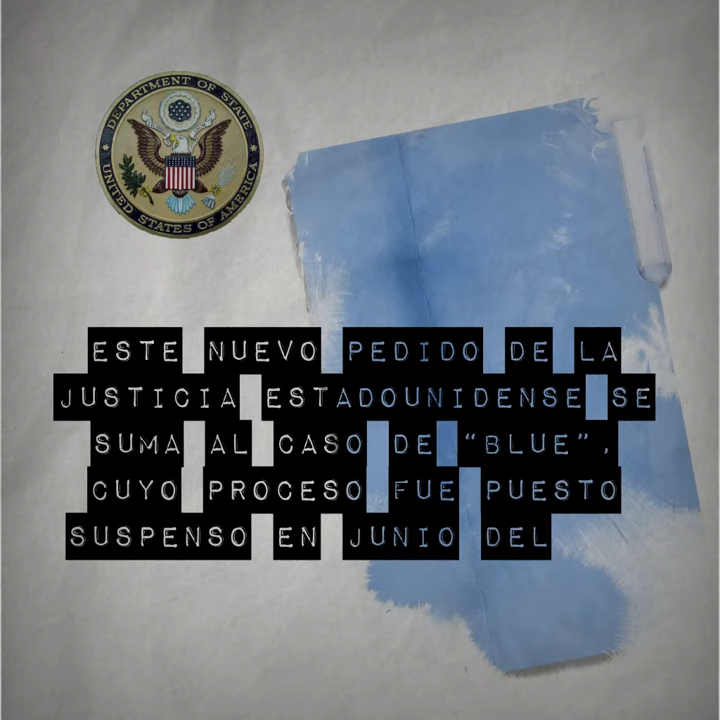 DEPARTMENT OF STATE
UNITED STATES OF AMERICA
ESTE NUEVO PEDIDO DE LA
JUSTICIA ESTADOUNIDENSE SE
SUMA AL CASO DE “BLUE”,
CUYO PROCESO FUE PUESTO
SUSPENSO EN JUNIO DEL